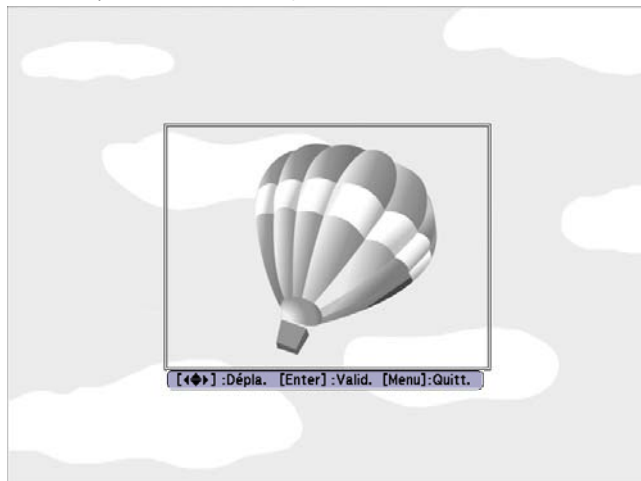 [◄◆►] :Dépla. [Enter] :Valid. [Menu]:Quitt.